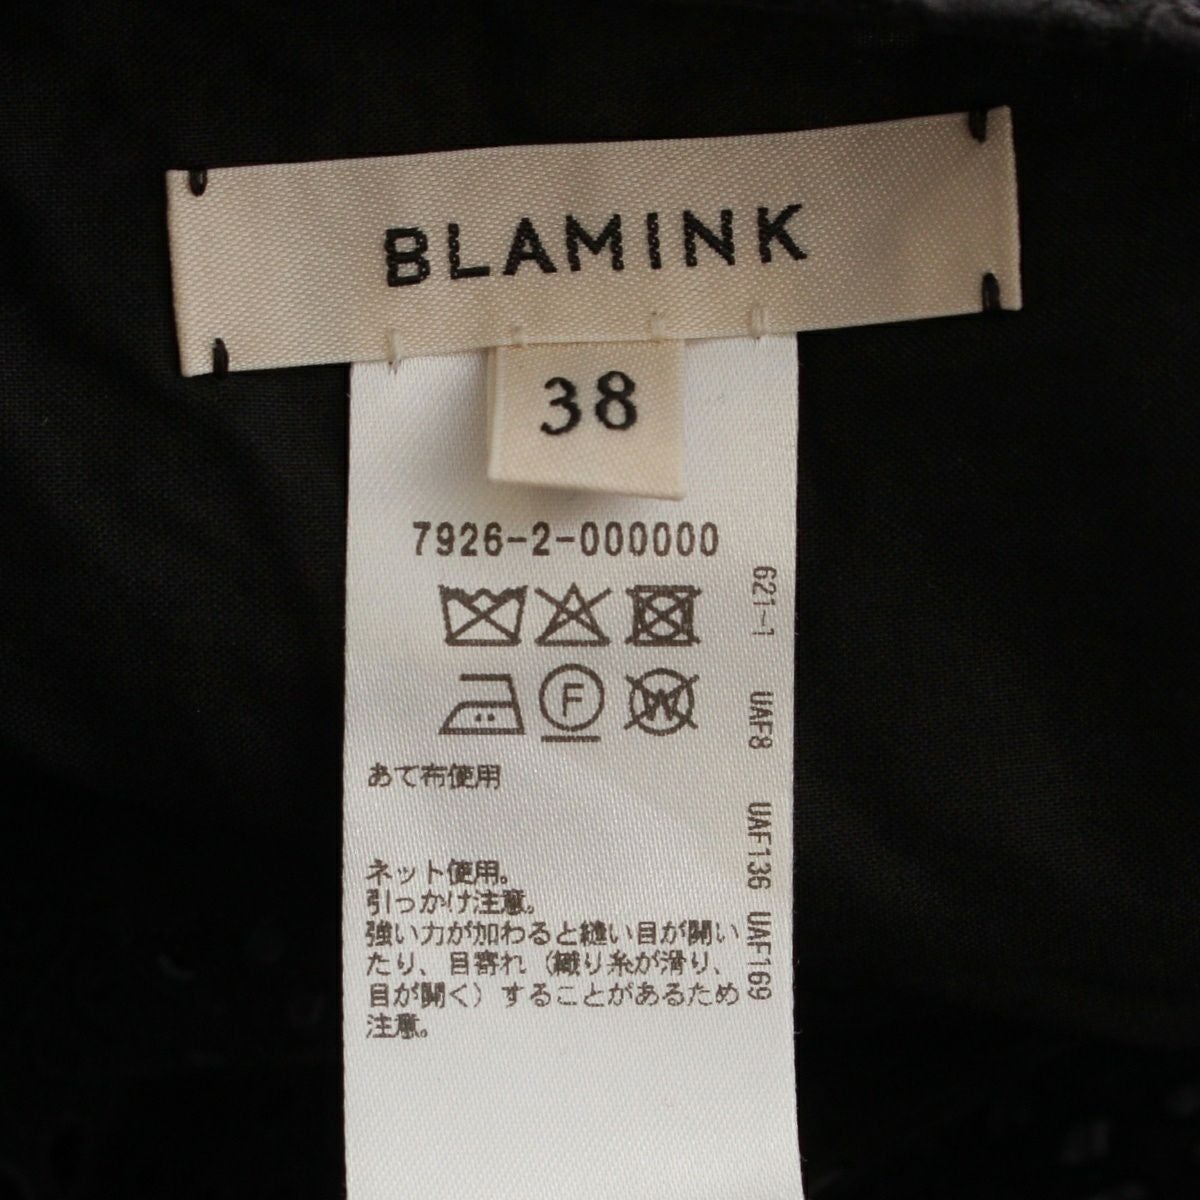 BLAMINK
38
7926-2-000000
F
W
あて布使用
ネット使用。
引っかけ注意。
強い力が加わると縫い目が開い
たり、目寄れ（織り糸が滑り、
目が開く）することがあるため
注意。
621-1 UAF8 UAF136 UAF169